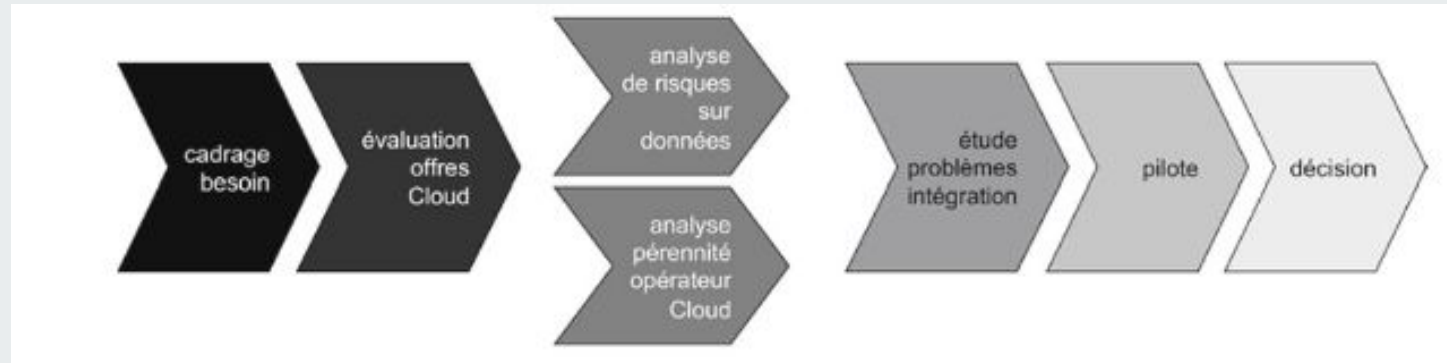 cadrage
besoin
évaluation
offres
Cloud
analyse
de risques
sur
données
analyse
pérennité
opérateur
Cloud
étude
problèmes
intégration
pilote
décision